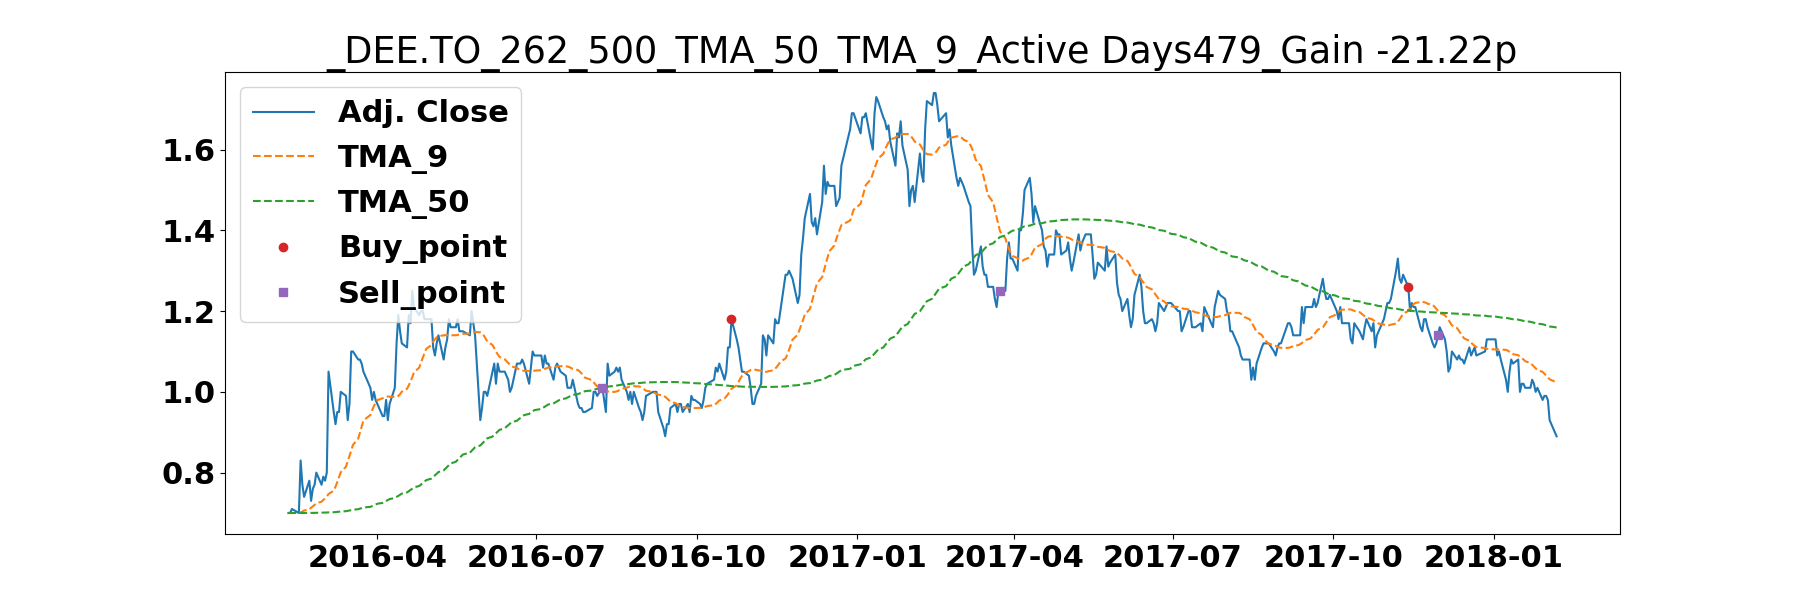 _DEE.TO_262_500_TMA_50_TMA_9_Active Days479_Gain -21.22p
Adj. Close
TMA_9
TMA_50
Buy_point
Sell_point
1.6
1.4
1.2
1.0
0.8
2016-04 2016-07 2016-10 2017-01 2017-04 2017-07 2017-10 2018-01